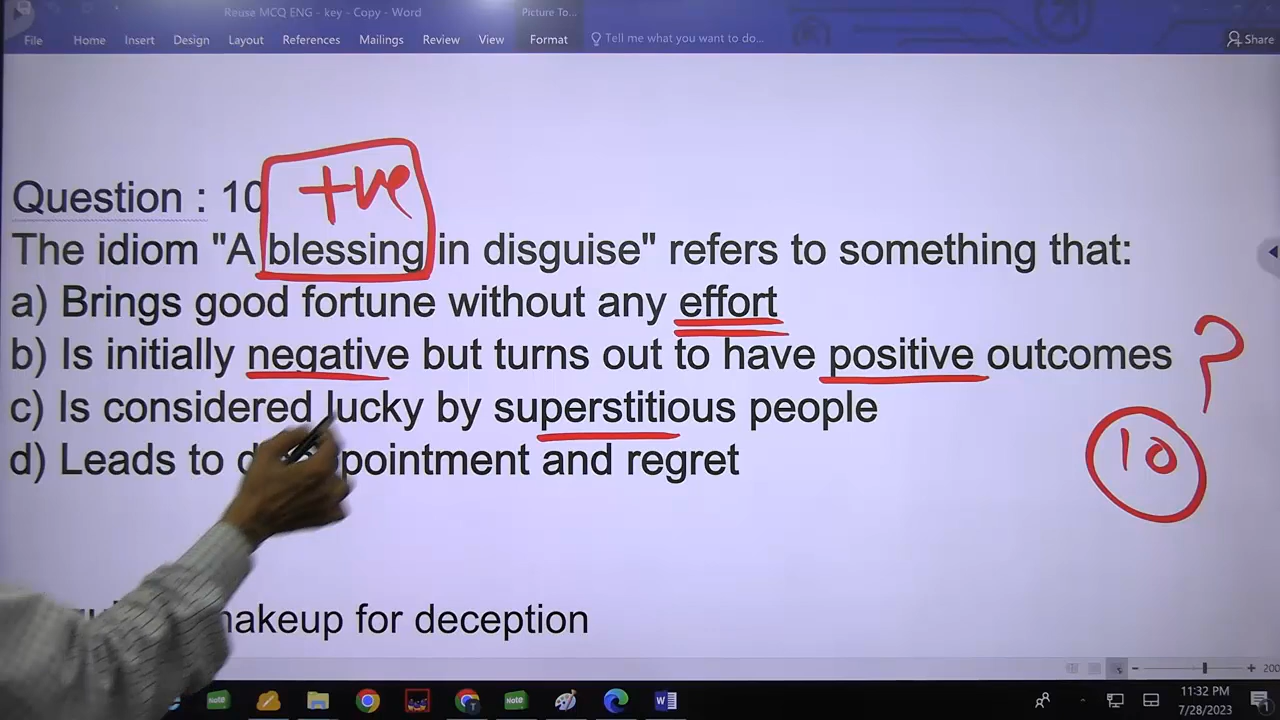 Reuse MCQ ENG - key - Copy - Word
Picture To...
File Home Insert Design Layout References Mailings Review View Format Tell me what you want to do... Share
+ve
Question : 10
The idiom "A blessing in disguise" refers to something that:
a) Brings good fortune without any effort
b) Is initially negative but turns out to have positive outcomes
?
c) Is considered lucky by superstitious people
10
d) Leads to pointment and regret
makeup for deception
200
Note
Note
11:32 PM
7/28/2023